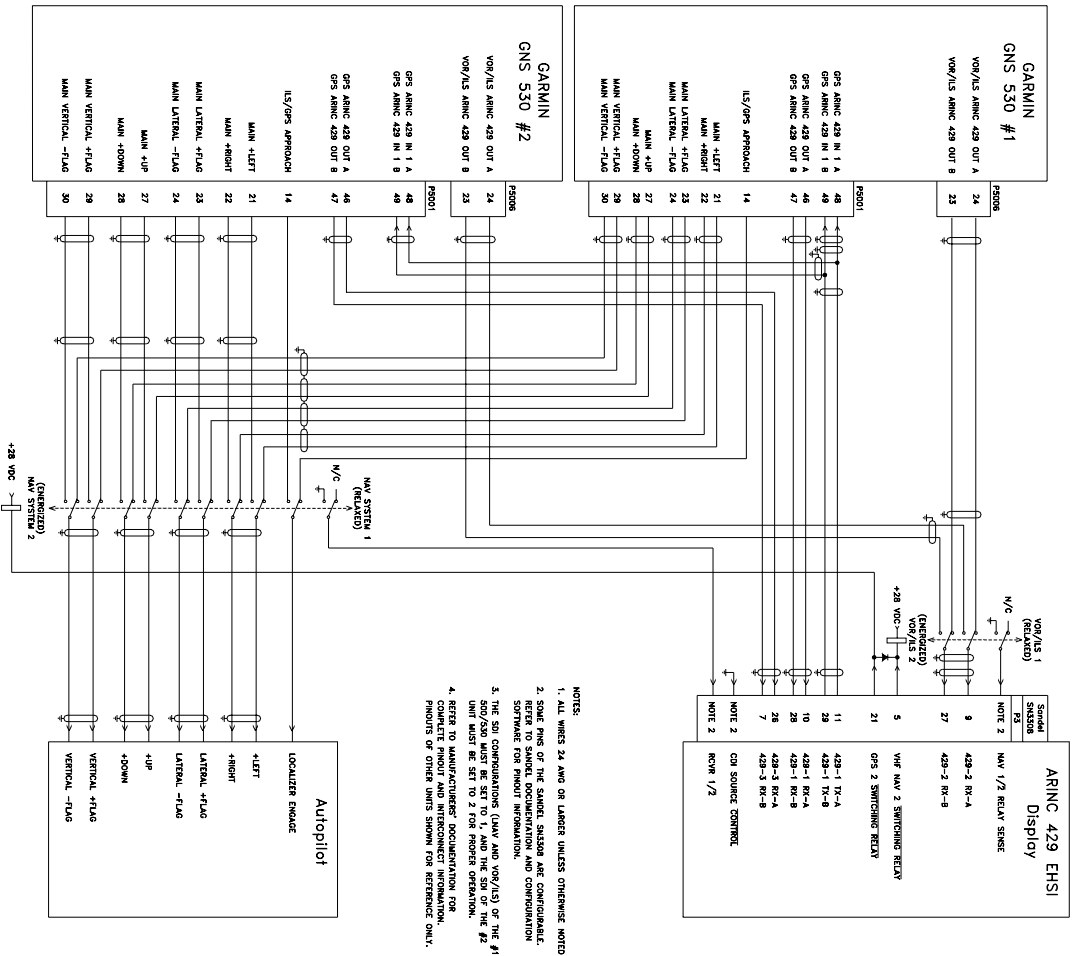 GARMIN
GNS 530 #1
P5006
VOR/ILS ARINC 429 OUT A 24
VOR/ILS ARINC 429 OUT B 23
P5001
GPS ARINC 429 IN 1 A 48
GPS ARINC 429 IN 1 B 49
GPS ARINC 429 OUT A 46
GPS ARINC 429 OUT B 47
ILS/GPS APPROACH 14
MAIN +LEFT 21
MAIN +RIGHT 22
MAIN LATERAL +FLAG 23
MAIN LATERAL -FLAG 24
MAIN +UP 27
MAIN +DOWN 28
MAIN VERTICAL +FLAG 29
MAIN VERTICAL -FLAG 30
GARMIN
GNS 530 #2
P5006
VOR/ILS ARINC 429 OUT A 24
VOR/ILS ARINC 429 OUT B 23
P5001
GPS ARINC 429 IN 1 A 48
GPS ARINC 429 IN 1 B 49
GPS ARINC 429 OUT A 46
GPS ARINC 429 OUT B 47
ILS/GPS APPROACH 14
MAIN +LEFT 21
MAIN +RIGHT 22
MAIN LATERAL +FLAG 23
MAIN LATERAL -FLAG 24
MAIN +UP 27
MAIN +DOWN 28
MAIN VERTICAL +FLAG 29
MAIN VERTICAL -FLAG 30
NAV SYSTEM 1
(RELAXED)
N/C
(ENERGIZED)
NAV SYSTEM 2
+28 VDC
VOR/ILS 1
(RELAXED)
N/C
(ENERGIZED)
VOR/ILS 2
+28 VDC
Sandel
SN3308
P3
ARINC 429 EHSI
Display
NOTE 2 NAV 1/2 RELAY SENSE
9 429-2 RX-A
27 429-2 RX-B
5 VHF NAV 2 SWITCHING RELAY
21 GPS 2 SWITCHING RELAY
11 429-1 TX-A
29 429-1 TX-B
10 429-1 RX-A
28 429-1 RX-B
26 429-3 RX-A
7 429-3 RX-B
NOTE 2 CDI SOURCE CONTROL
NOTE 2 RCVR 1/2
Autopilot
LOCALIZER ENGAGE
+LEFT
+RIGHT
LATERAL +FLAG
LATERAL -FLAG
+UP
+DOWN
VERTICAL +FLAG
VERTICAL -FLAG
NOTES:
1. ALL WIRES 24 AWG OR LARGER UNLESS OTHERWISE NOTED
2. SOME PINS OF THE SANDEL SN3308 ARE CONFIGURABLE.
REFER TO SANDEL DOCUMENTATION AND CONFIGURATION
SOFTWARE FOR PINOUT INFORMATION.
3. THE SDI CONFIGURATIONS (LNAV AND VOR/ILS) OF THE #1
500/530 MUST BE SET TO 1, AND THE SDI OF THE #2
UNIT MUST BE SET TO 2 FOR PROPER OPERATION.
4. REFER TO MANUFACTURERS' DOCUMENTATION FOR
COMPLETE PINOUT AND INTERCONNECT INFORMATION.
PINOUTS OF OTHER UNITS SHOWN FOR REFERENCE ONLY.